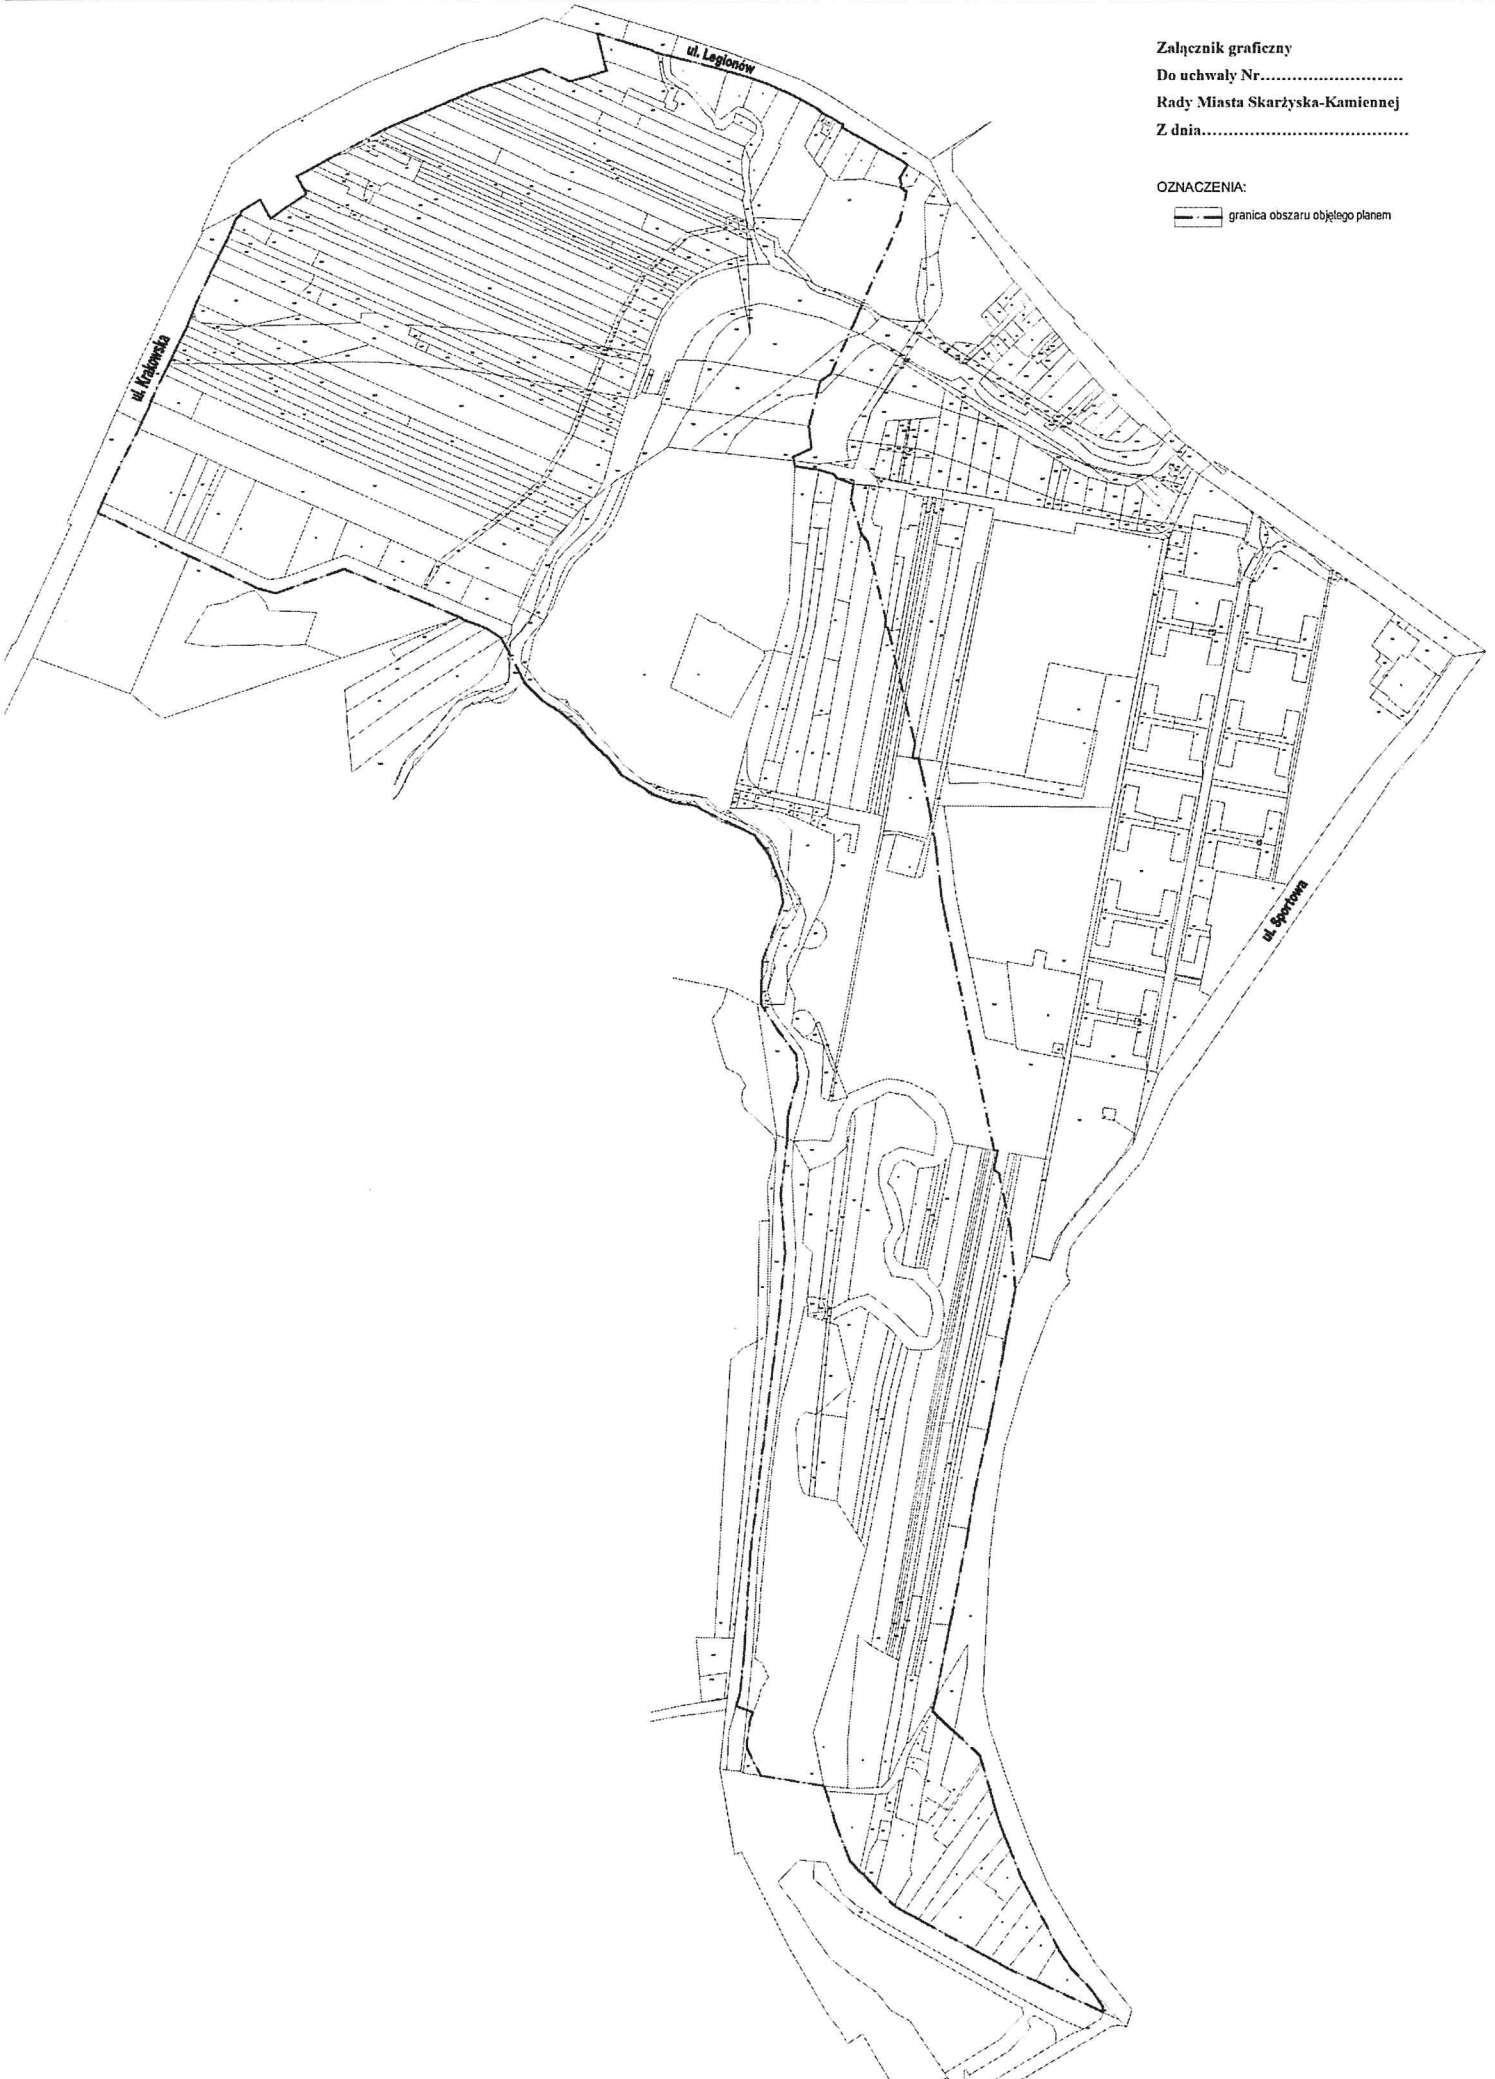 Załącznik graficzny
Do uchwały Nr...........................
Rady Miasta Skarżyska-Kamiennej
Z dnia.......................................
OZNACZENIA:
granica obszaru objętego planem
ul. Legionów
ul. Krakowska
ul. Sportowa